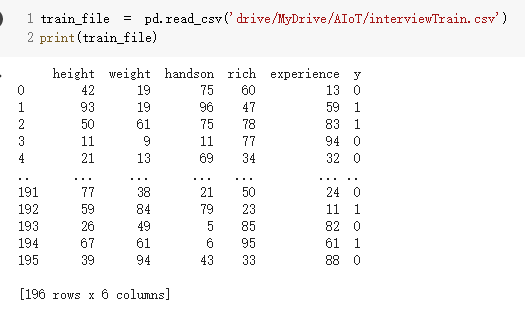 1 train_file = pd.read_csv('drive/MyDrive/AIoT/interviewTrain.csv')
2 print(train_file)
height weight handson rich experience y
0 42 19 75 60 13 0
1 93 19 96 47 59 1
2 50 61 75 78 83 1
3 11 9 11 77 94 0
4 21 13 69 34 32 0
.. ... ... ... ... ... ..
191 77 38 21 50 24 0
192 59 84 79 23 11 1
193 26 49 5 85 82 0
194 67 61 6 95 61 1
195 39 94 43 33 88 0
[196 rows x 6 columns]